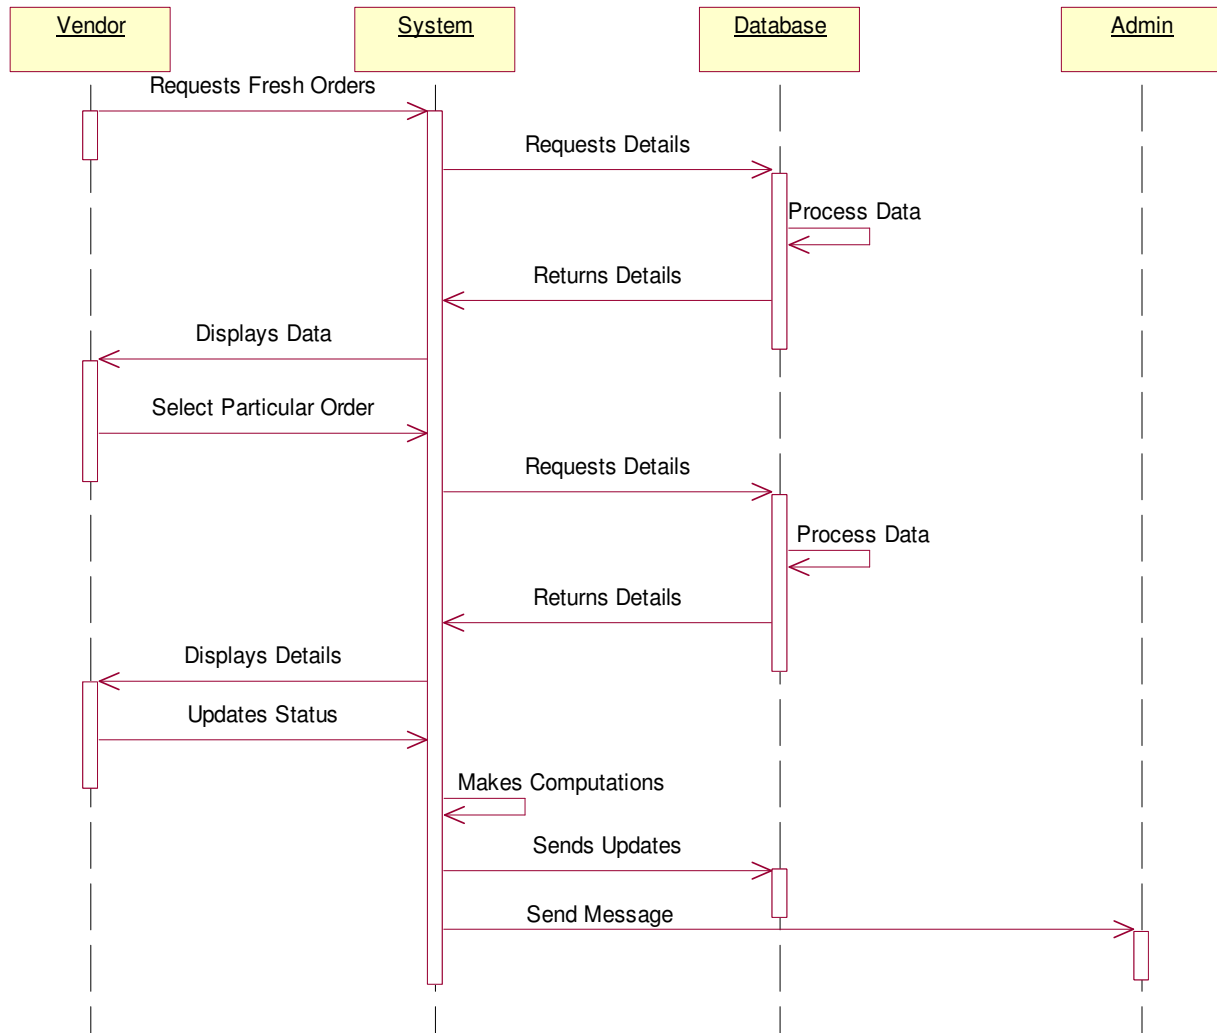 Vendor
System
Database
Admin
Requests Fresh Orders
Requests Details
Process Data
Returns Details
Displays Data
Select Particular Order
Requests Details
Process Data
Returns Details
Displays Details
Updates Status
Makes Computations
Sends Updates
Send Message